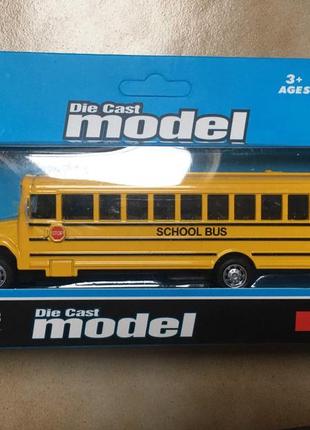 3+
AGES
Die Cast
model
STOP
SCHOOL BUS
Die Cast
model